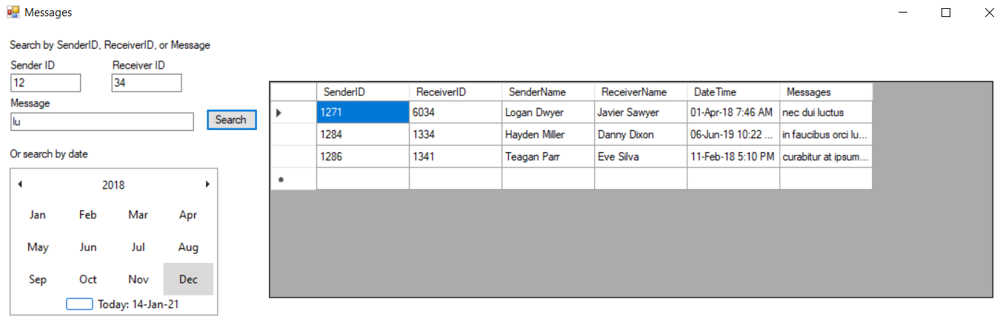 Messages
Search by SenderID, ReceiverID, or Message
Sender ID Receiver ID
12 34
Message
lu Search
Or search by date
2018
Jan Feb Mar Apr
May Jun Jul Aug
Sep Oct Nov Dec
Today: 14-Jan-21
SenderID ReceiverID SenderName ReceiverName DateTime Messages
1271 6034 Logan Dwyer Javier Sawyer 01-Apr-18 7:46 AM nec dui luctus
1284 1334 Hayden Miller Danny Dixon 06-Jun-19 10:22 ... in faucibus orci lu...
1286 1341 Teagan Parr Eve Silva 11-Feb-18 5:10 PM curabitur at ipsum...